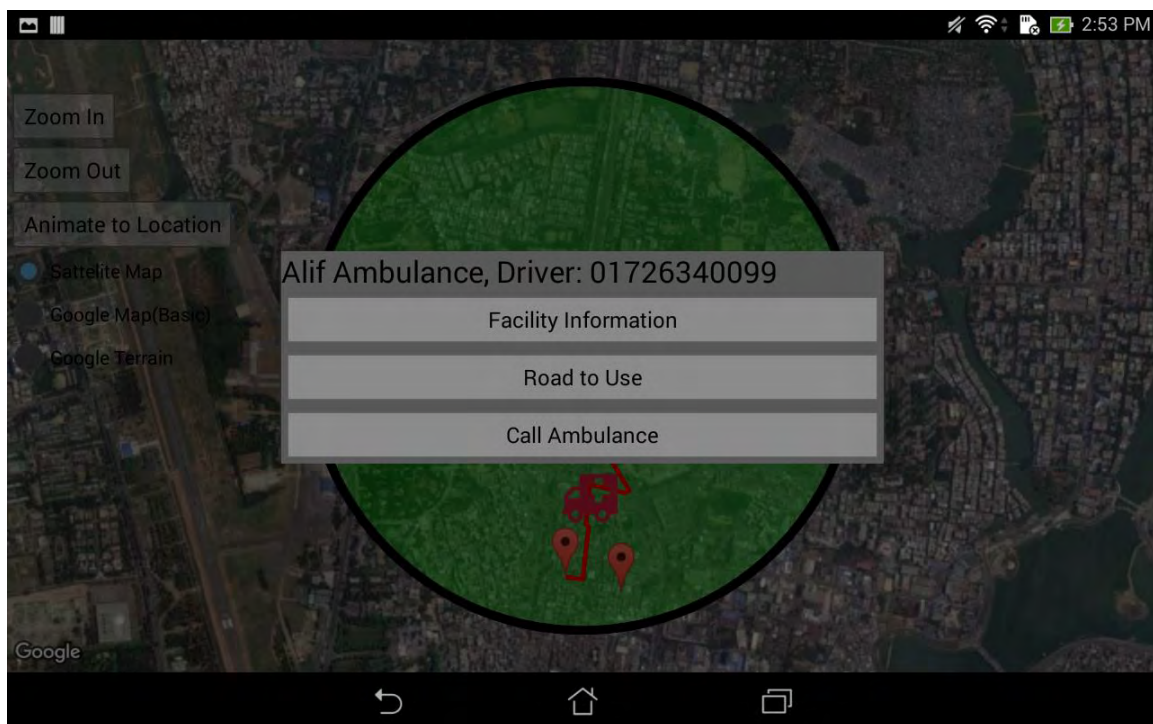 2:53 PM
Zoom In
Zoom Out
Animate to Location
Sattelite Map
Google Map(Basic)
Google Terrain
Alif Ambulance, Driver: 01726340099
Facility Information
Road to Use
Call Ambulance
Google